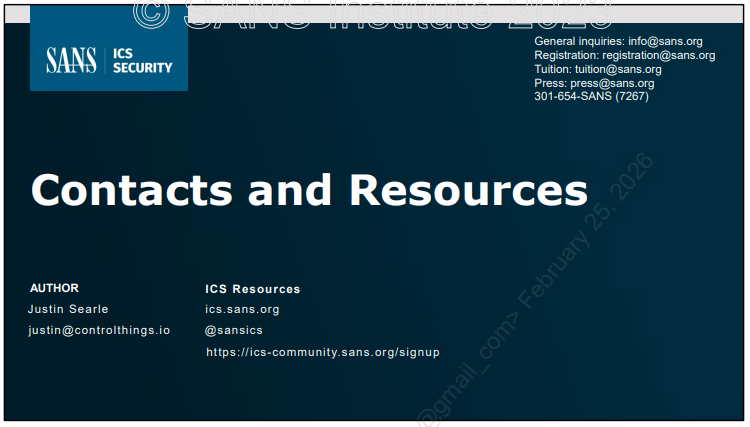 © SANS Institute 2026
SANS
ICS
SECURITY
General inquiries: info@sans.org
Registration: registration@sans.org
Tuition: tuition@sans.org
Press: press@sans.org
301-654-SANS (7267)
Contacts and Resources
AUTHOR
Justin Searle
justin@controlthings.io
ICS Resources
ics.sans.org
@sansics
https://ics-community.sans.org/signup
@gmail_com> February 25, 2026